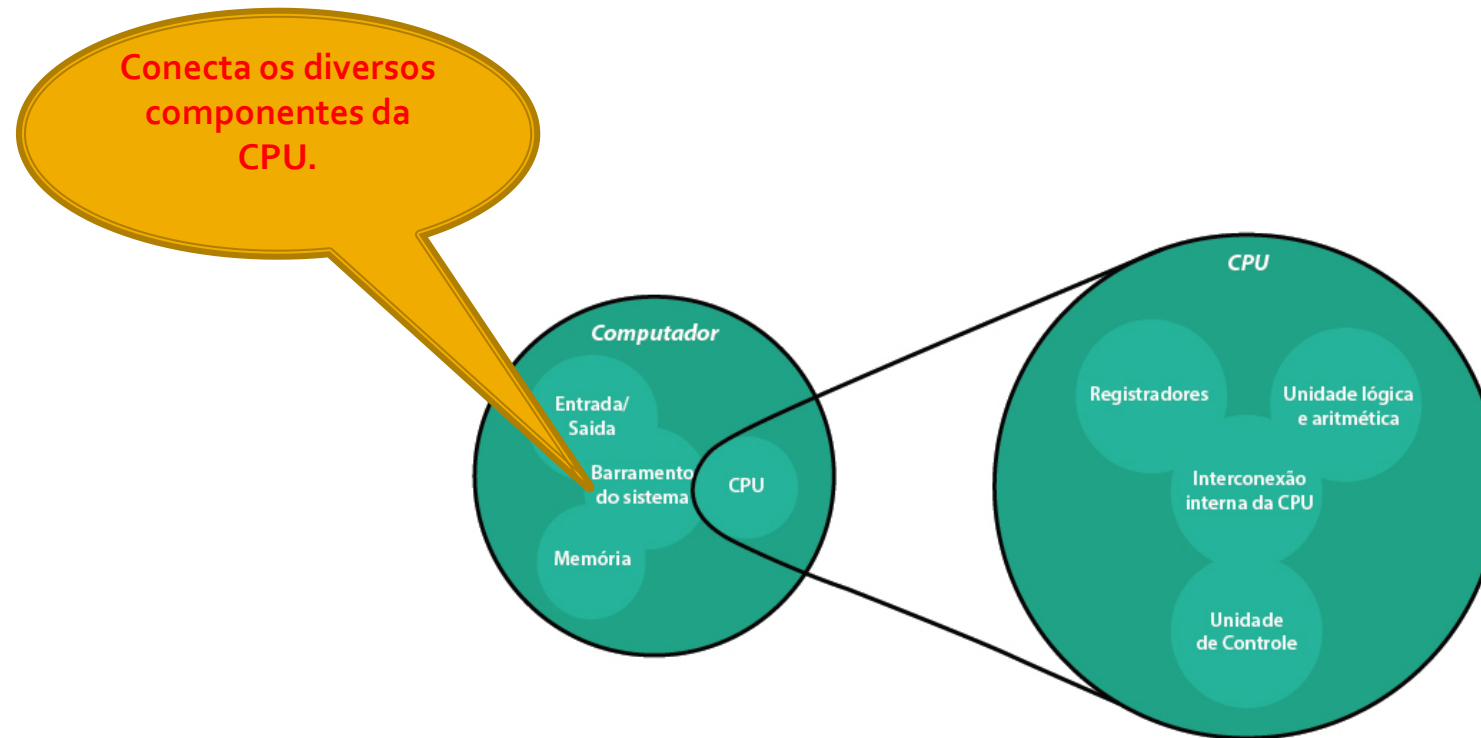 Conecta os diversos
componentes da
CPU.
Computador
Entrada/
Saida
Barramento
do sistema
CPU
Memória
CPU
Registradores
Unidade lógica
e aritmética
Interconexão
interna da CPU
Unidade
de Controle